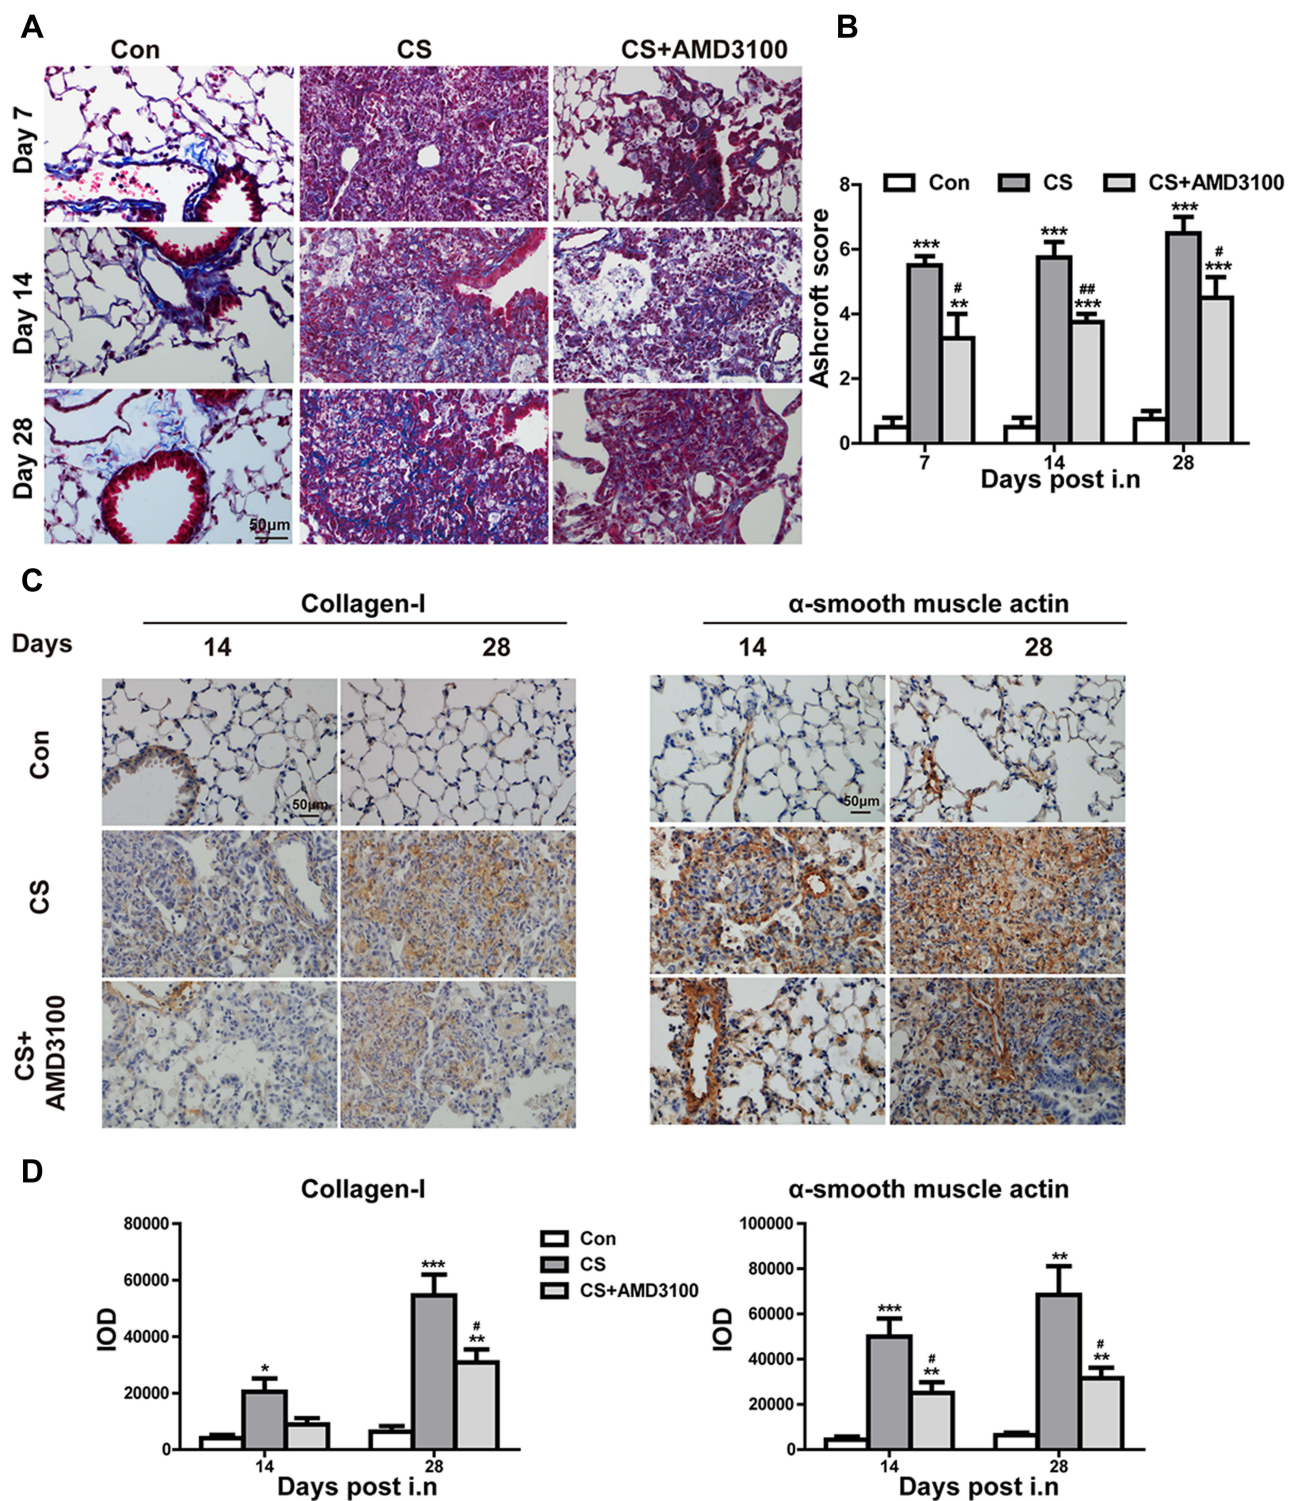 A
Con CS CS+AMD3100
Day 7
Day 14
Day 28
50μm
B
Con CS CS+AMD3100
Ashcroft score
8
6
4
2
0
*** # ** *** ## *** *** # ***
7 14 28
Days post i.n
C
Collagen-I α-smooth muscle actin
Days 14 28 14 28
Con
50μm 50μm
CS
CS+
AMD3100
D
Collagen-I
IOD
80000
60000
40000
20000
0
* *** # **
14 28
Days post i.n
Con
CS
CS+AMD3100
α-smooth muscle actin
IOD
100000
80000
60000
40000
20000
0
*** # ** ** # **
14 28
Days post i.n